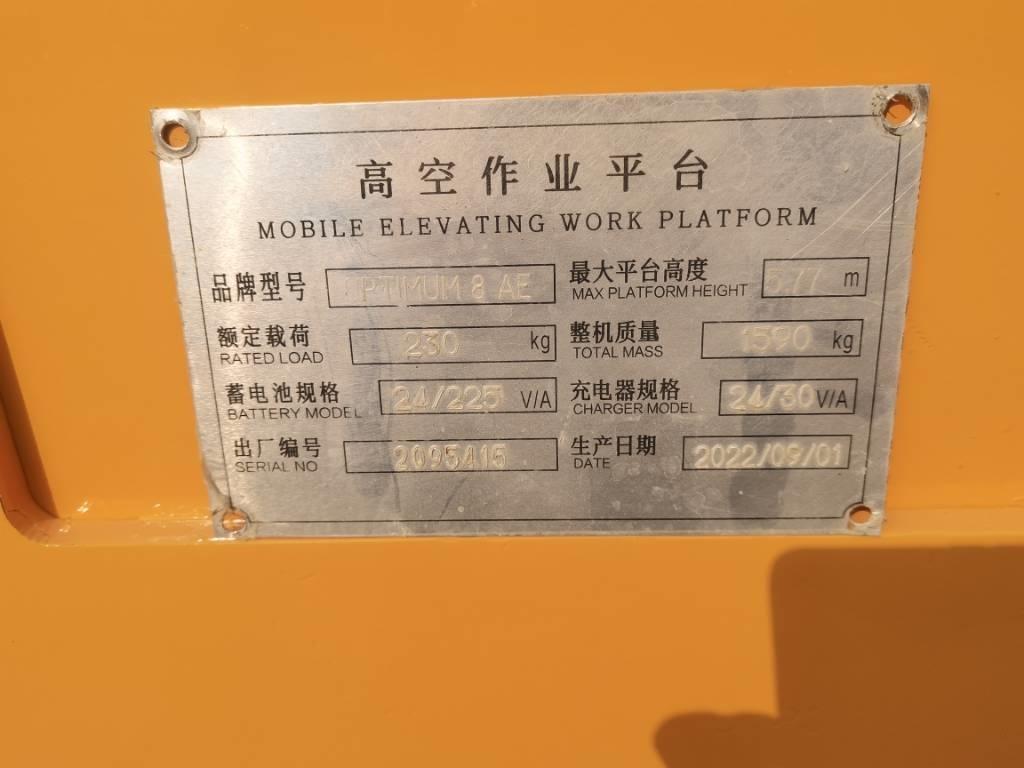 高空作业平台
MOBILE ELEVATING WORK PLATFORM
品牌型号 OPTIMUM 8 AE 最大平台高度 5.77 m
MAX PLATFORM HEIGHT
额定载荷 230 kg 整机质量 1590 kg
RATED LOAD TOTAL MASS
蓄电池规格 24/225 V/A 充电器规格 24/30 V/A
BATTERY MODEL CHARGER MODEL
出厂编号 2095415 生产日期 2022/09/01
SERIAL NO DATE